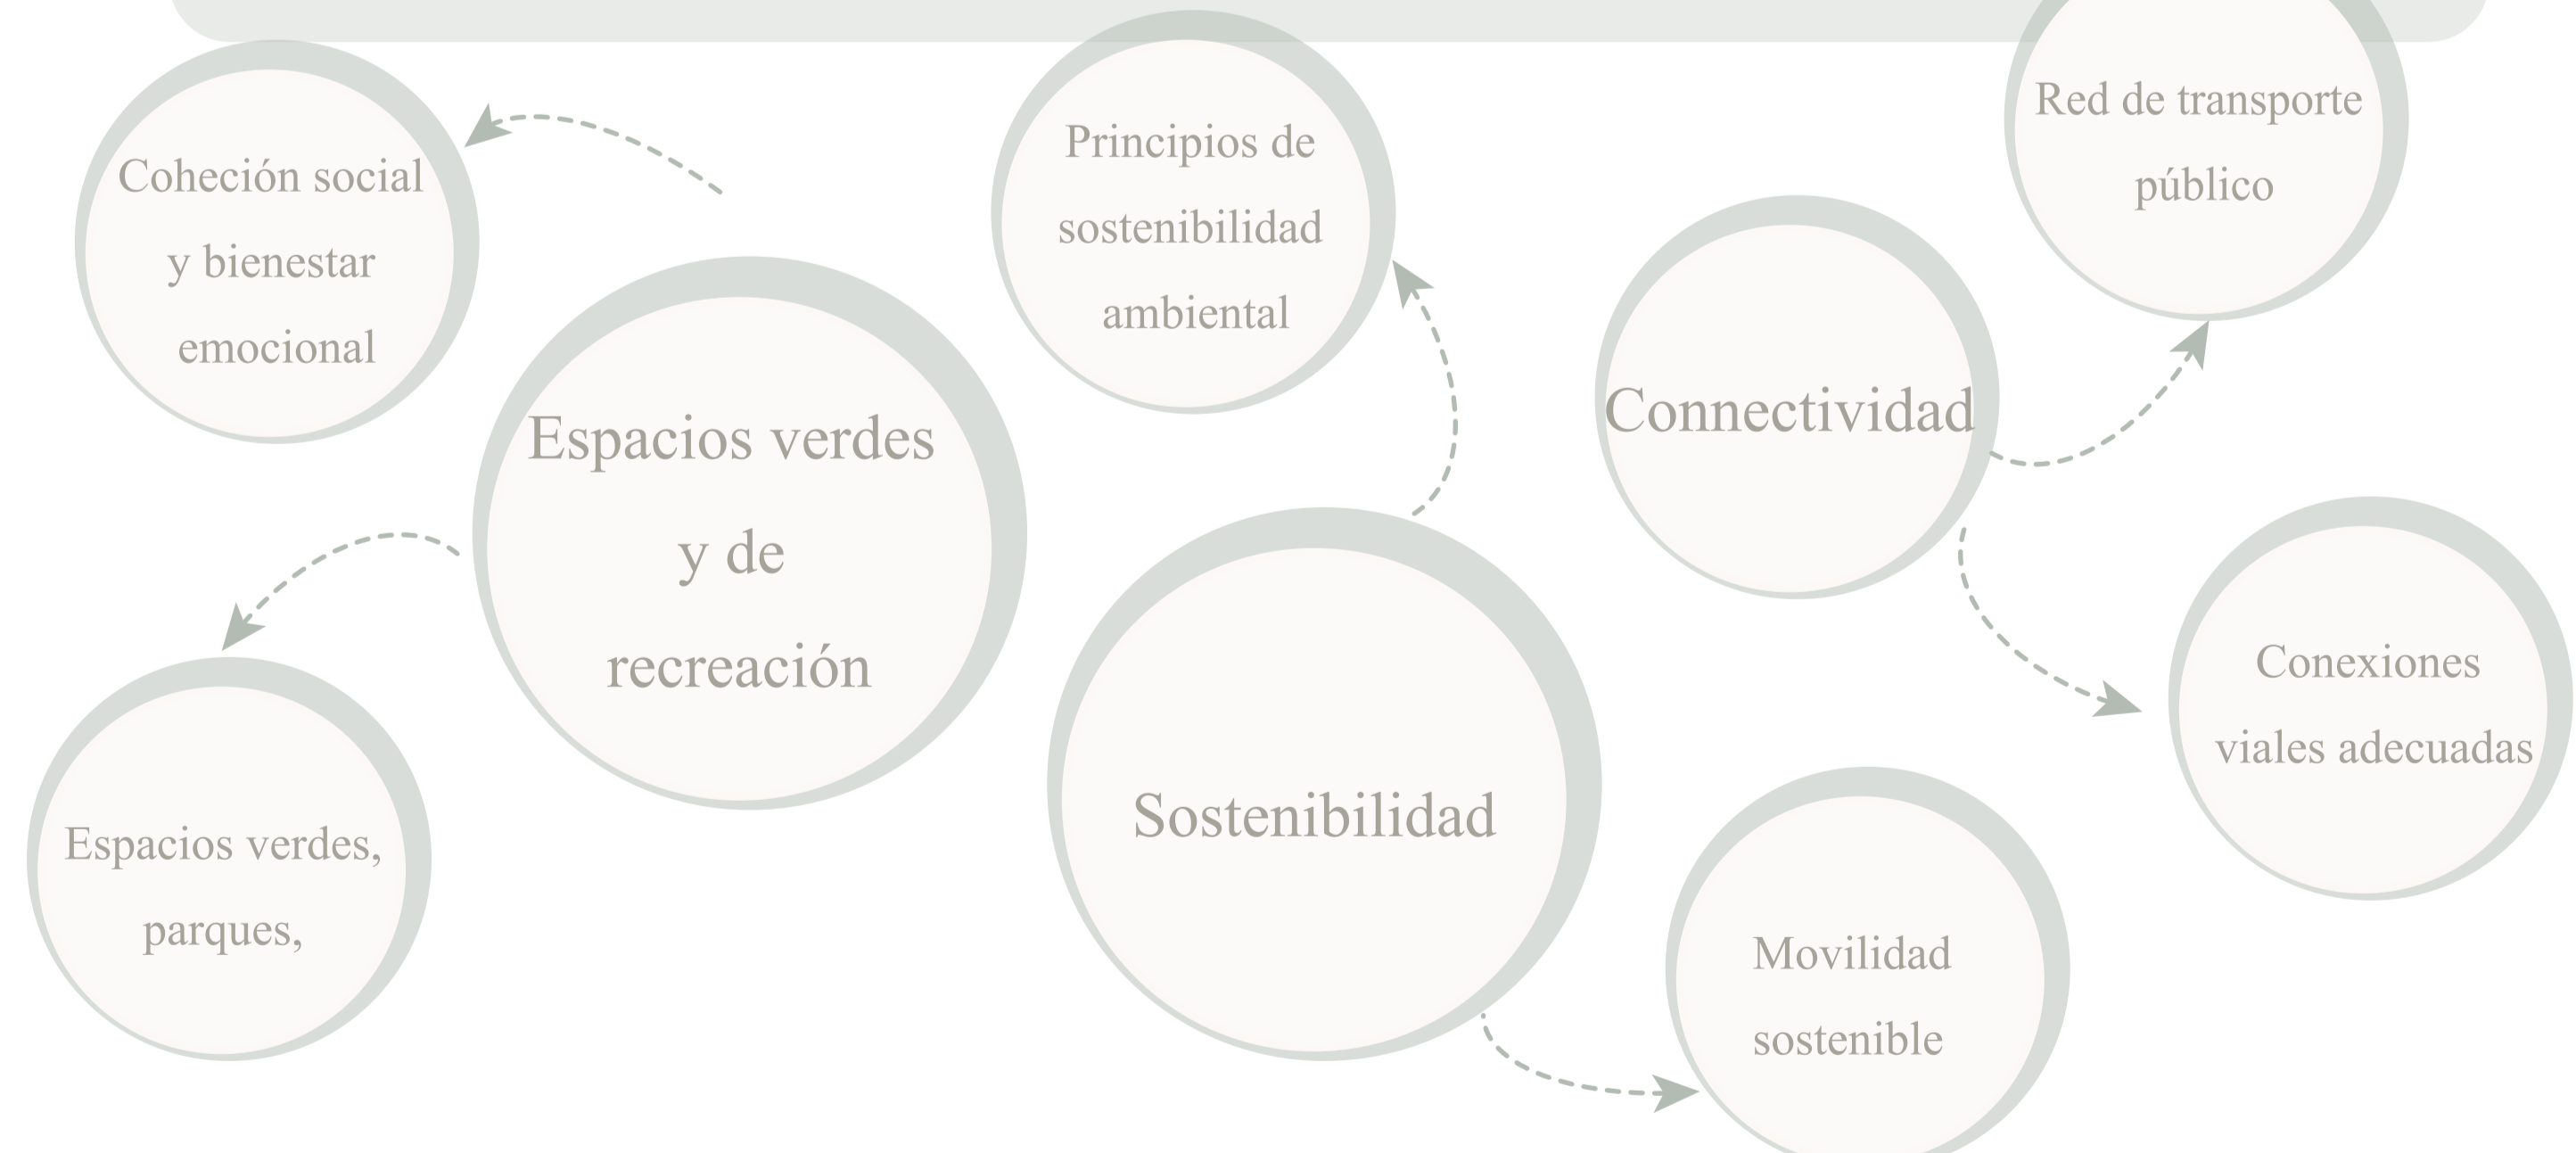 Coheción social
y bienestar
emocional
Espacios verdes
y de
recreación
Espacios verdes,
parques,
Principios de
sostenibilidad
ambiental
Sostenibilidad
Movilidad
sostenible
Connectividad
Red de transporte
público
Conexiones
viales adecuadas